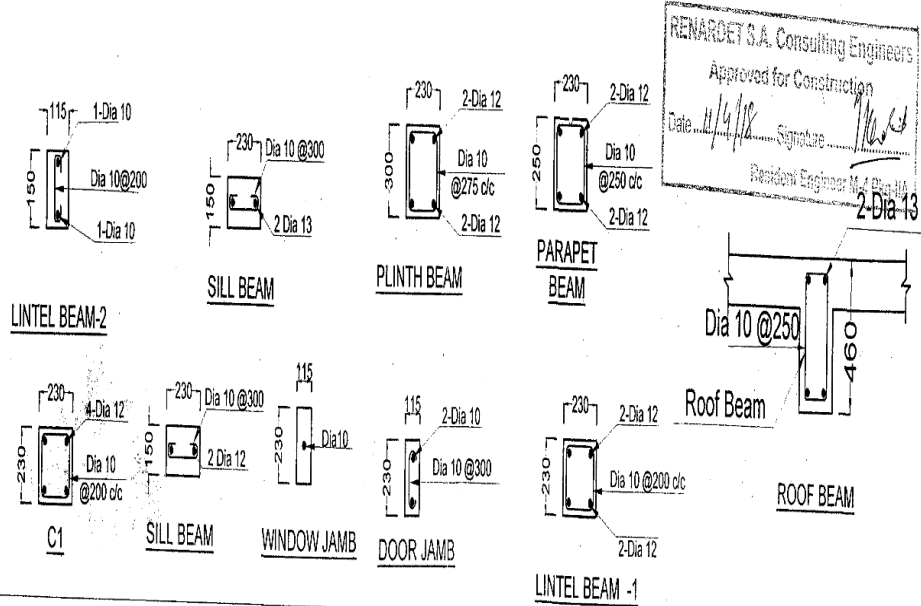 RENARDET S.A. Consulting Engineers
Approved for Construction
Date 11/4/18 Signature
Resident Engineer M-4
115
1-Dia 10
150
Dia 10@200
1-Dia 10
LINTEL BEAM-2
230
Dia 10 @300
150
2 Dia 13
SILL BEAM
230
2-Dia 12
300
Dia 10
@275 c/c
2-Dia 12
PLINTH BEAM
230
2-Dia 12
250
Dia 10
@250 c/c
2-Dia 12
PARAPET
BEAM
2-Dia 13
Dia 10 @250
460
Roof Beam
ROOF BEAM
230
4-Dia 12
230
Dia 10
@200 c/c
C1
230
Dia 10 @300
150
2 Dia 12
SILL BEAM
115
230
Dia10
WINDOW JAMB
115
2-Dia 10
230
Dia 10 @300
DOOR JAMB
230
2-Dia 12
230
Dia 10 @200 c/c
2-Dia 12
LINTEL BEAM -1